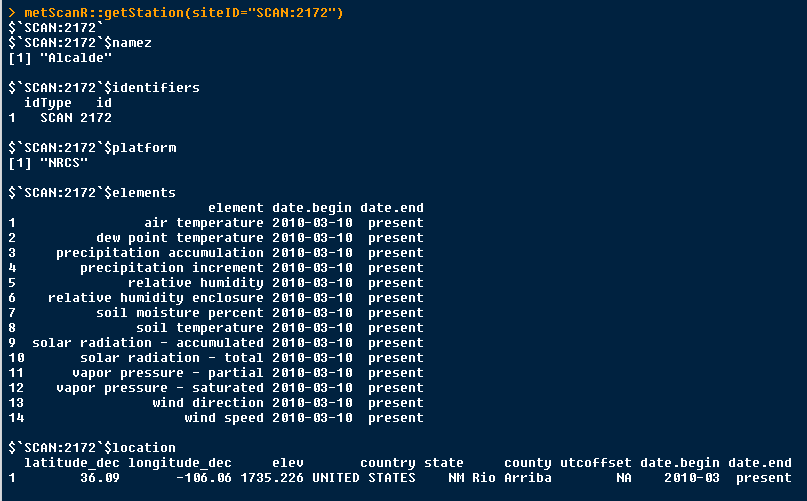 > metScanR::getStation(siteID="SCAN:2172")
$`SCAN:2172`
$`SCAN:2172`$namez
[1] "Alcalde"

$`SCAN:2172`$identifiers
  idType   id
1   SCAN 2172

$`SCAN:2172`$platform
[1] "NRCS"

$`SCAN:2172`$elements
                         element date.begin date.end
1                air temperature 2010-03-10  present
2          dew point temperature 2010-03-10  present
3     precipitation accumulation 2010-03-10  present
4        precipitation increment 2010-03-10  present
5              relative humidity 2010-03-10  present
6    relative humidity enclosure 2010-03-10  present
7          soil moisture percent 2010-03-10  present
8               soil temperature 2010-03-10  present
9  solar radiation - accumulated 2010-03-10  present
10       solar radiation - total 2010-03-10  present
11      vapor pressure - partial 2010-03-10  present
12    vapor pressure - saturated 2010-03-10  present
13                wind direction 2010-03-10  present
14                    wind speed 2010-03-10  present

$`SCAN:2172`$location
  latitude_dec longitude_dec     elev       country state     county utcoffset date.begin date.end
1        36.09       -106.06 1735.226 UNITED STATES    NM Rio Arriba        NA    2010-03  present